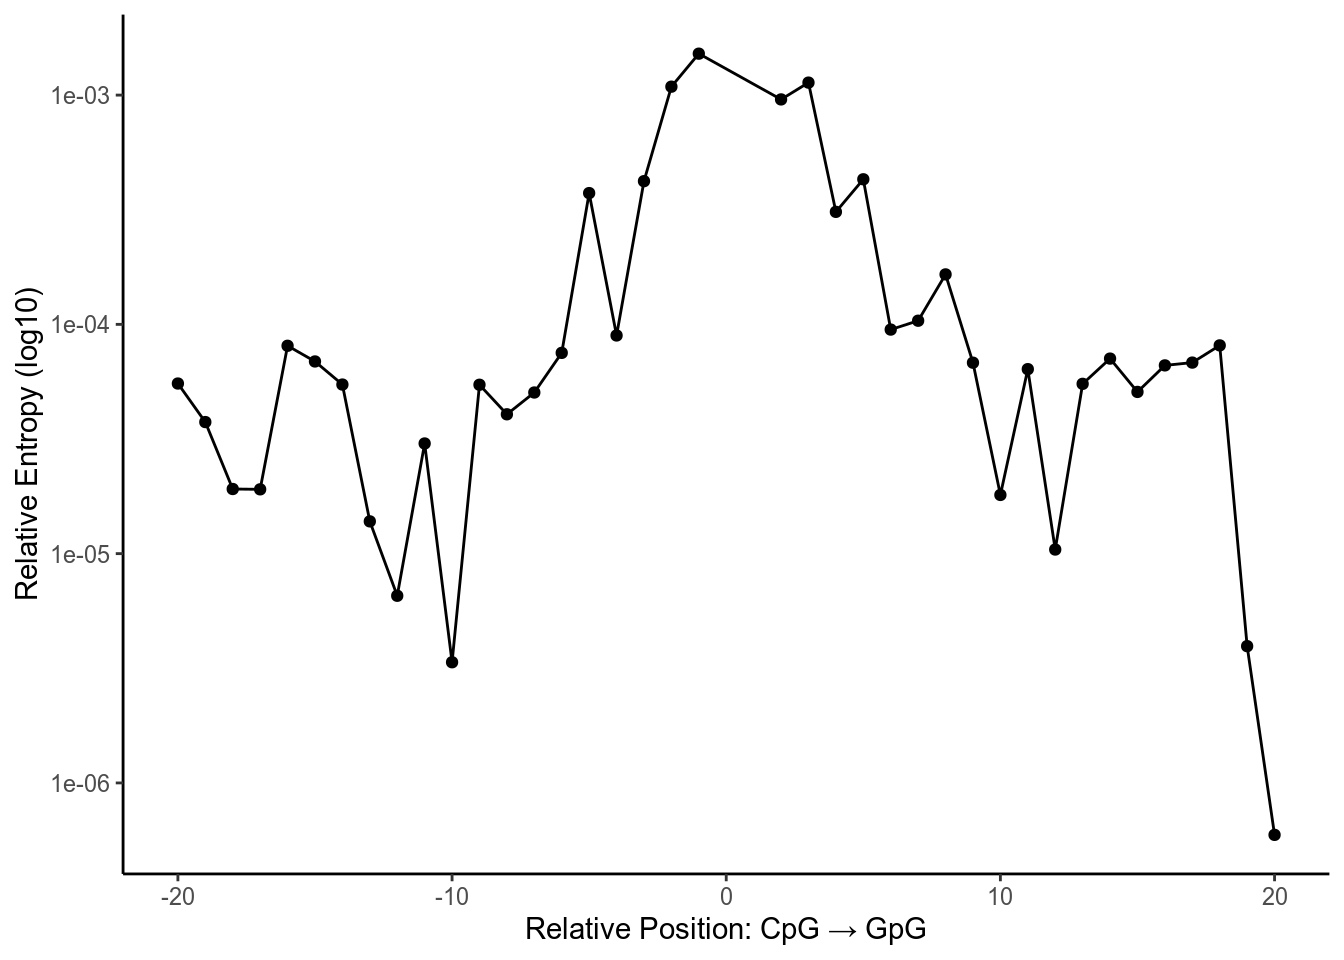 Relative Entropy (log10)
1e-03
1e-04
1e-05
1e-06
-20 -10 0 10 20
Relative Position: CpG → GpG